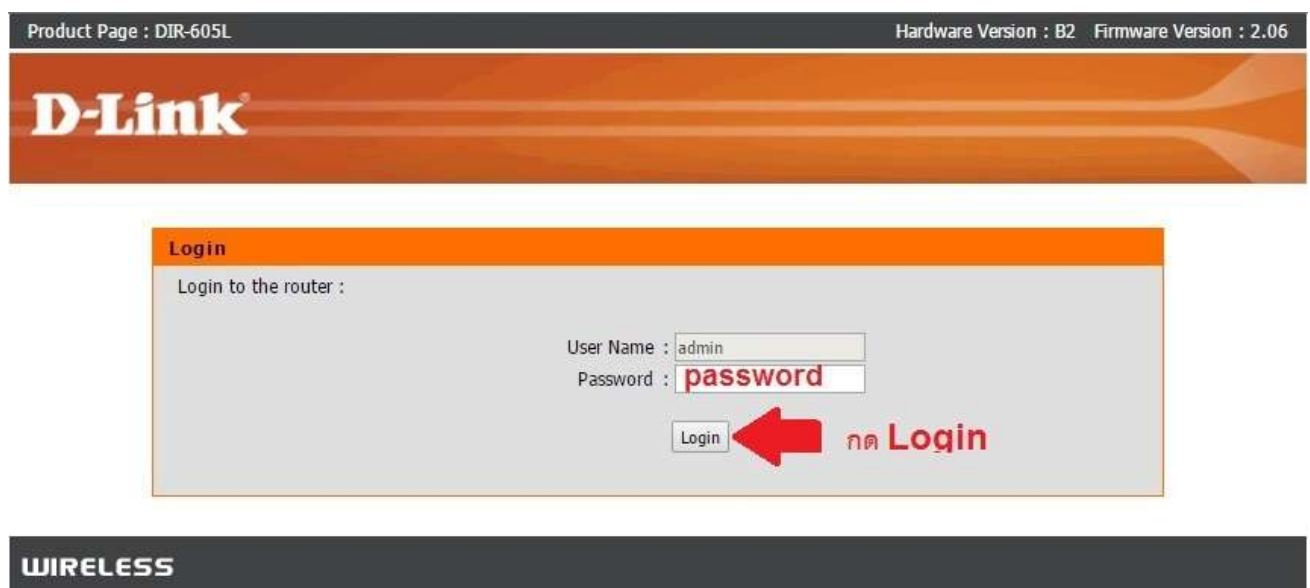 Product Page : DIR-605L Hardware Version : B2 Firmware Version : 2.06
D-Link
Login
Login to the router :
User Name : admin
Password : password
Login กด Login
WIRELESS